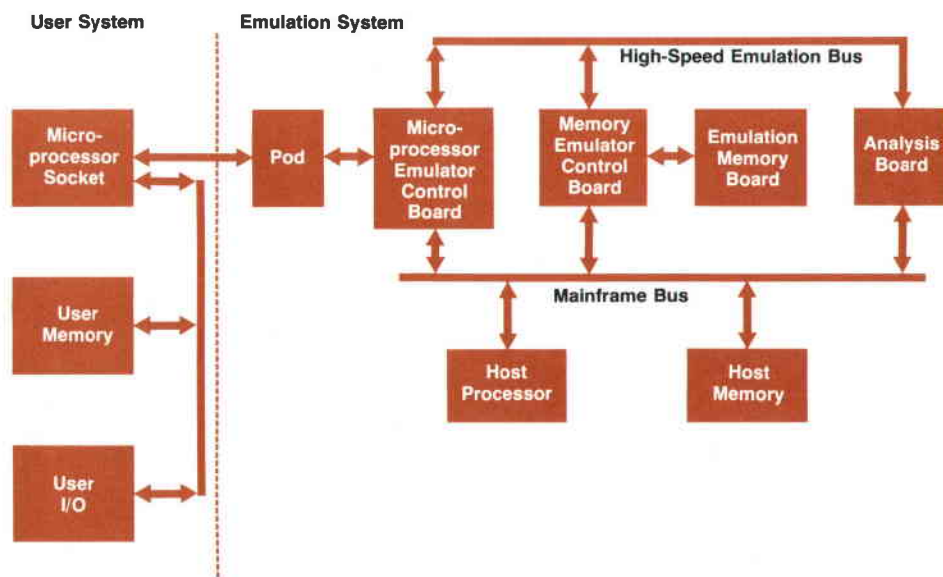 User System
Emulation System
High-Speed Emulation Bus
Micro-
processor
Socket
Pod
Micro-
processor
Emulator
Control
Board
Memory
Emulator
Control
Board
Emulation
Memory
Board
Analysis
Board
Mainframe Bus
User
Memory
Host
Processor
Host
Memory
User
I/O